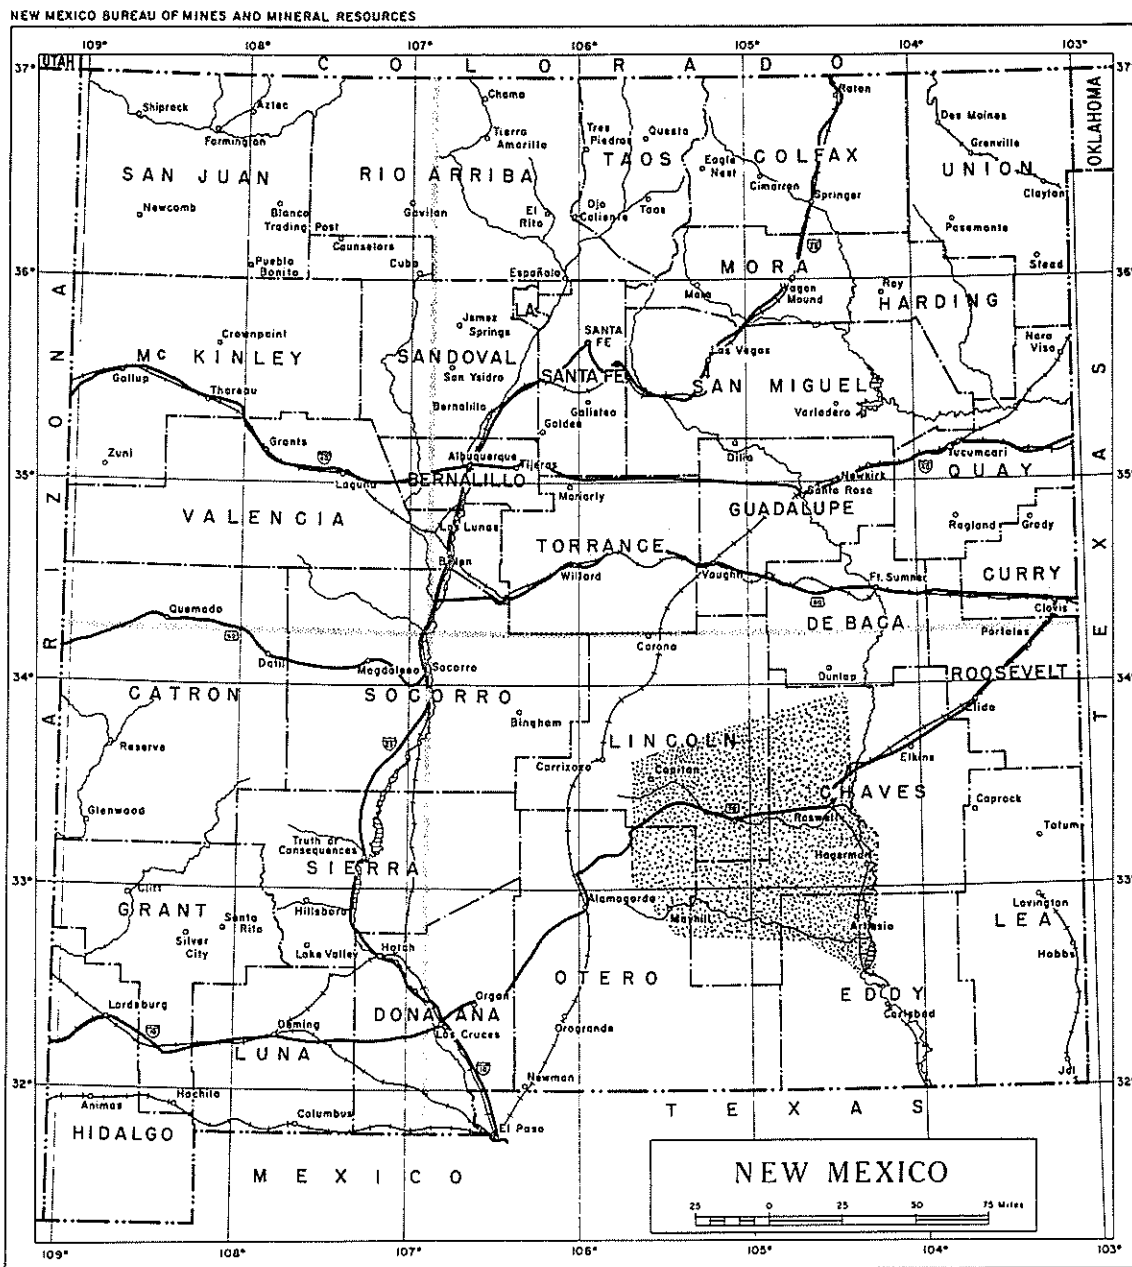 NEW MEXICO BUREAU OF MINES AND MINERAL RESOURCES
109° 108° 107° 106° 105° 104° 103°
37° UTAH COLORADO 37°
OKLAHOMA
Shiprock Aztec Chama Raton
Farmington Tierra Amarillo Tres Piedras Questa Des Moines
Grenville
SAN JUAN RIO ARRIBA TAOS Eagle Nest COLFAX UNION
Cimarron Springer Clayton
Newcomb Blanco Trading Post Gavilan El Rito Ojo Caliente Taos Pasamonte
Counselors
Pueblo Bonito Cuba Española MORA Stead
36° 36°
Mora Wagon Mound Roy HARDING
LA
Crownpoint Jamez Springs SANTA FE Nara Visa
Mc KINLEY SANDOVAL Las Vegas
Gallup San Ysidro SANTA FE SAN MIGUEL
Thoreau Bernalillo Galisteo Variadero
Golden
Zuni Grants Albuquerque Tijeras Dilia Tucumcari
35° 35°
Laguna BERNALILLO Moriarty Newkirk QUAY
Santa Rosa
VALENCIA Los Lunas GUADALUPE Ragland Grady
TORRANCE
Belen Willard Vaughn Ft. Sumner CURRY
Clovis
Quemado DE BACA Portales
Datil Magdalena Socorro Corona Dunlap ROOSEVELT
34° 34°
CATRON SOCORRO Elida
Bingham
Reserve LINCOLN Elkins
Carrizozo Capitan
Glenwood CHAVES Caprock
Roswell Tatum
Truth or Consequences
SIERRA Hagerman
33° 33°
Cliff Alamogordo Lovington
GRANT Santa Rita Hillsboro Mayhill Artesia LEA
Silver City Lake Valley Hatch Hobbs
OTERO
Lordsburg Organ EDDY
DONA ANA Carlsbad
Deming Las Cruces Orogrande
LUNA
Newman Jal
32° 32°
Animas Hachita Columbus TEXAS
HIDALGO El Paso
MEXICO
ARIZONA
TEXAS
NEW MEXICO
25 0 25 50 75 Miles
109° 108° 107° 106° 105° 104° 103°